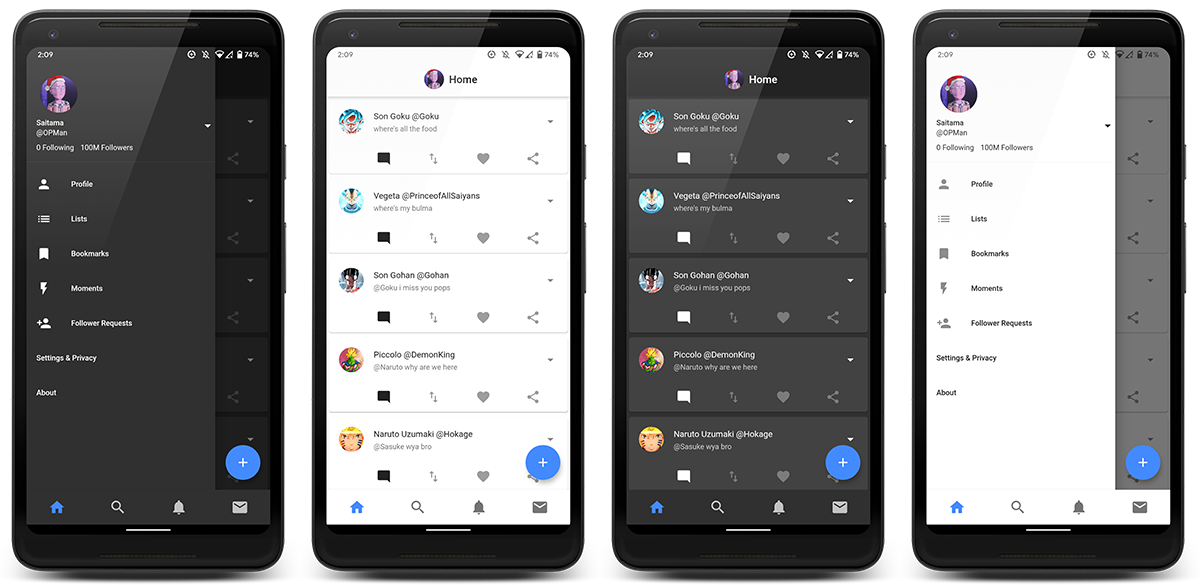 2:09
74%
Saitama
@OPMan
0 Following 100M Followers
Profile
Lists
Bookmarks
Moments
Follower Requests
Settings & Privacy
About
2:09
74%
Home
Son Goku @Goku
where's all the food
Vegeta @PrinceofAllSaiyans
where's my bulma
Son Gohan @Gohan
@Goku i miss you pops
Piccolo @DemonKing
@Naruto why are we here
Naruto Uzumaki @Hokage
@Sasuke wya bro
2:09
74%
Home
Son Goku @Goku
where's all the food
Vegeta @PrinceofAllSaiyans
where's my bulma
Son Gohan @Gohan
@Goku i miss you pops
Piccolo @DemonKing
@Naruto why are we here
Naruto Uzumaki @Hokage
@Sasuke wya bro
2:09
74%
Saitama
@OPMan
0 Following 100M Followers
Profile
Lists
Bookmarks
Moments
Follower Requests
Settings & Privacy
About